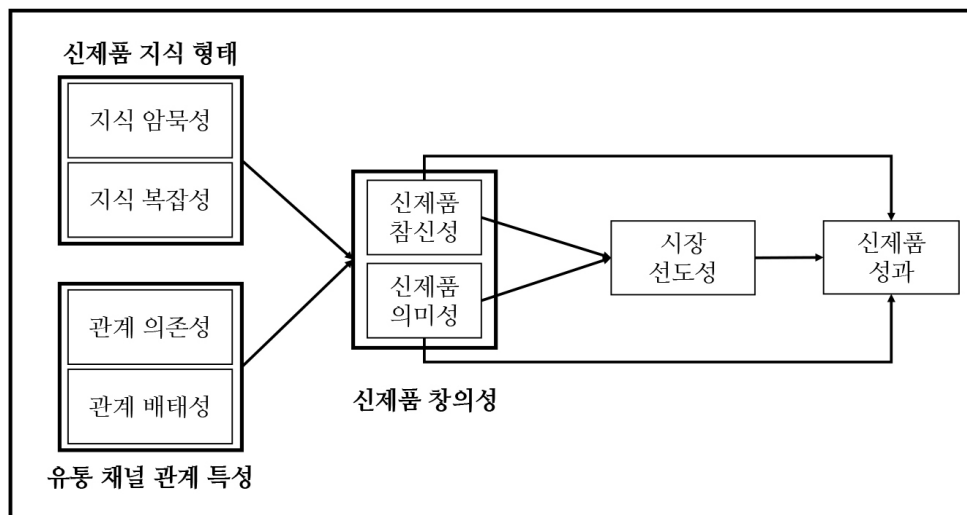 신제품 지식 형태
지식 암묵성
지식 복잡성
관계 의존성
관계 배태성
유통 채널 관계 특성
신제품
참신성
신제품
의미성
신제품 창의성
시장
선도성
신제품
성과